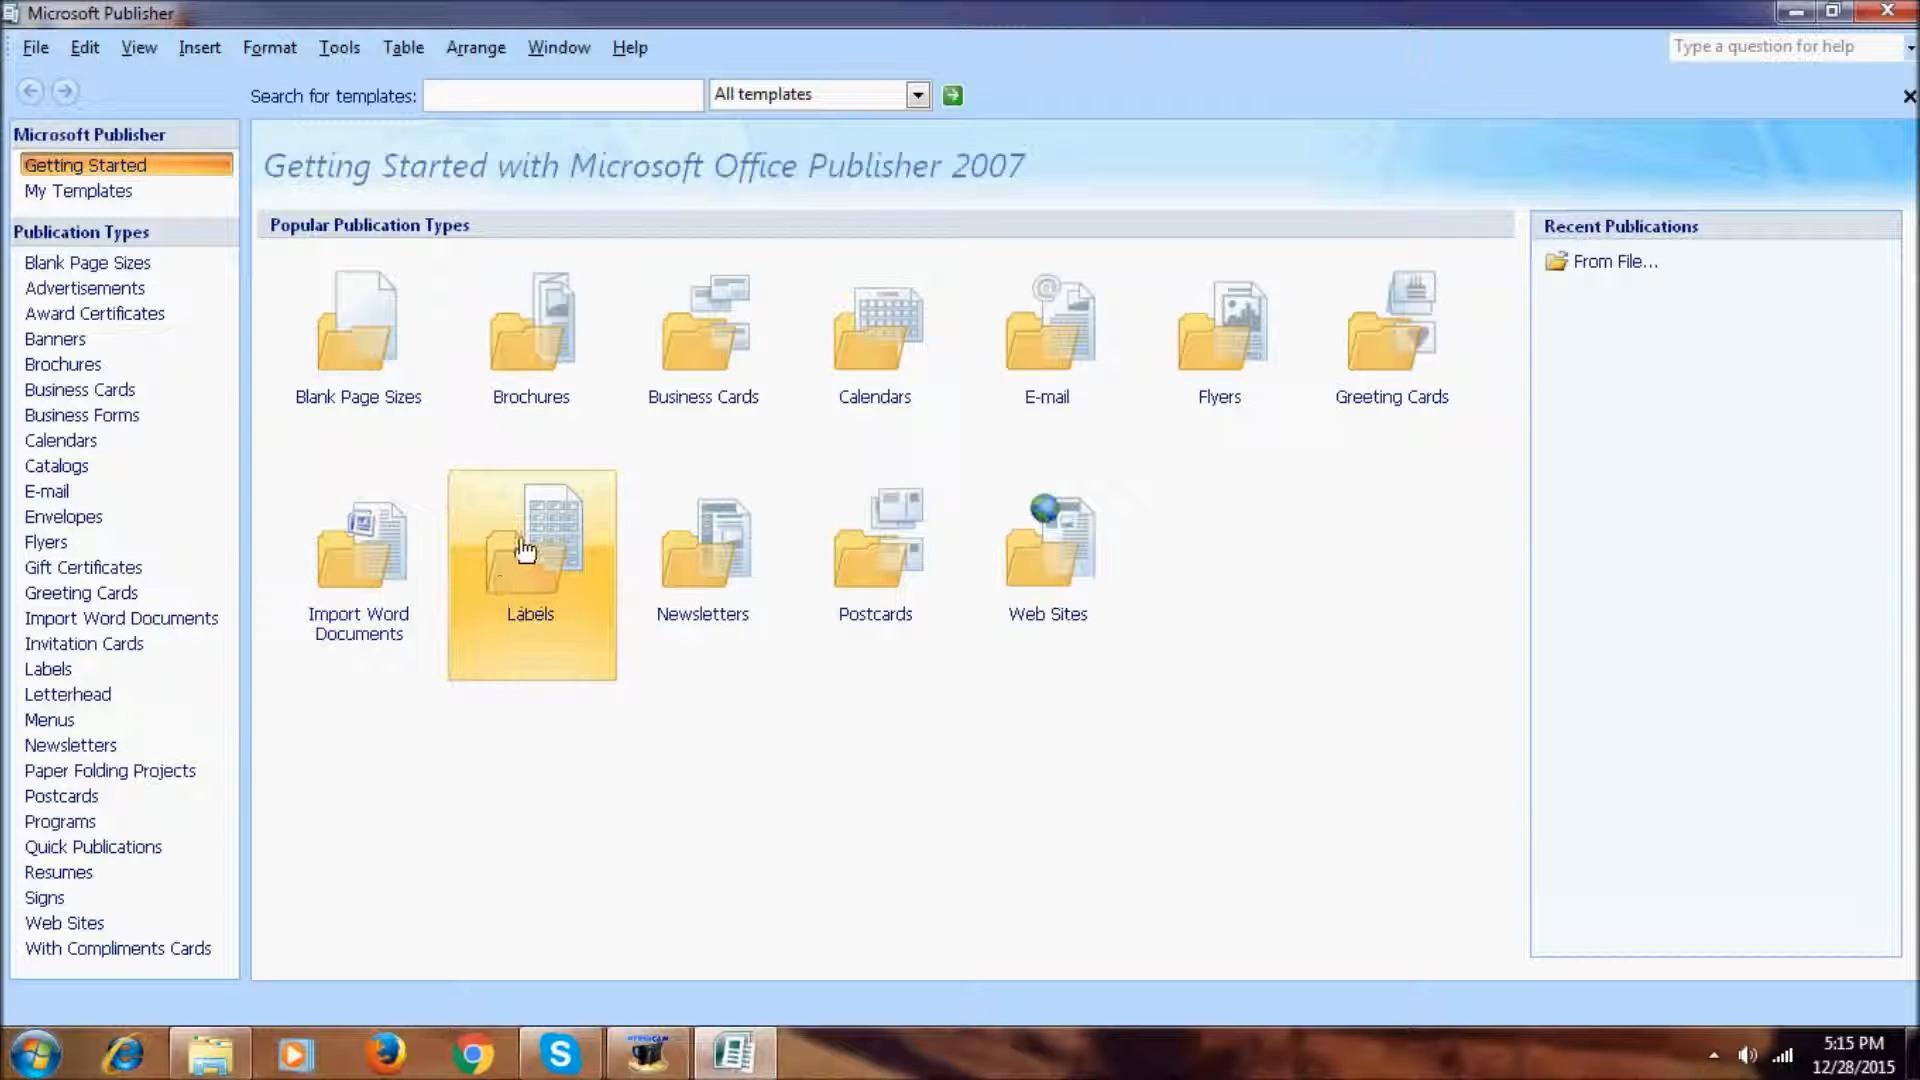 Microsoft Publisher
File Edit View Insert Format Tools Table Arrange Window Help
Type a question for help
Search for templates: All templates
Microsoft Publisher
Getting Started
My Templates
Publication Types
Blank Page Sizes
Advertisements
Award Certificates
Banners
Brochures
Business Cards
Business Forms
Calendars
Catalogs
E-mail
Envelopes
Flyers
Gift Certificates
Greeting Cards
Import Word Documents
Invitation Cards
Labels
Letterhead
Menus
Newsletters
Paper Folding Projects
Postcards
Programs
Quick Publications
Resumes
Signs
Web Sites
With Compliments Cards
Getting Started with Microsoft Office Publisher 2007
Popular Publication Types
Blank Page Sizes Brochures Business Cards Calendars E-mail Flyers Greeting Cards
Import Word Labels Newsletters Postcards Web Sites
Documents
Recent Publications
From File...
5:15 PM
12/28/2015